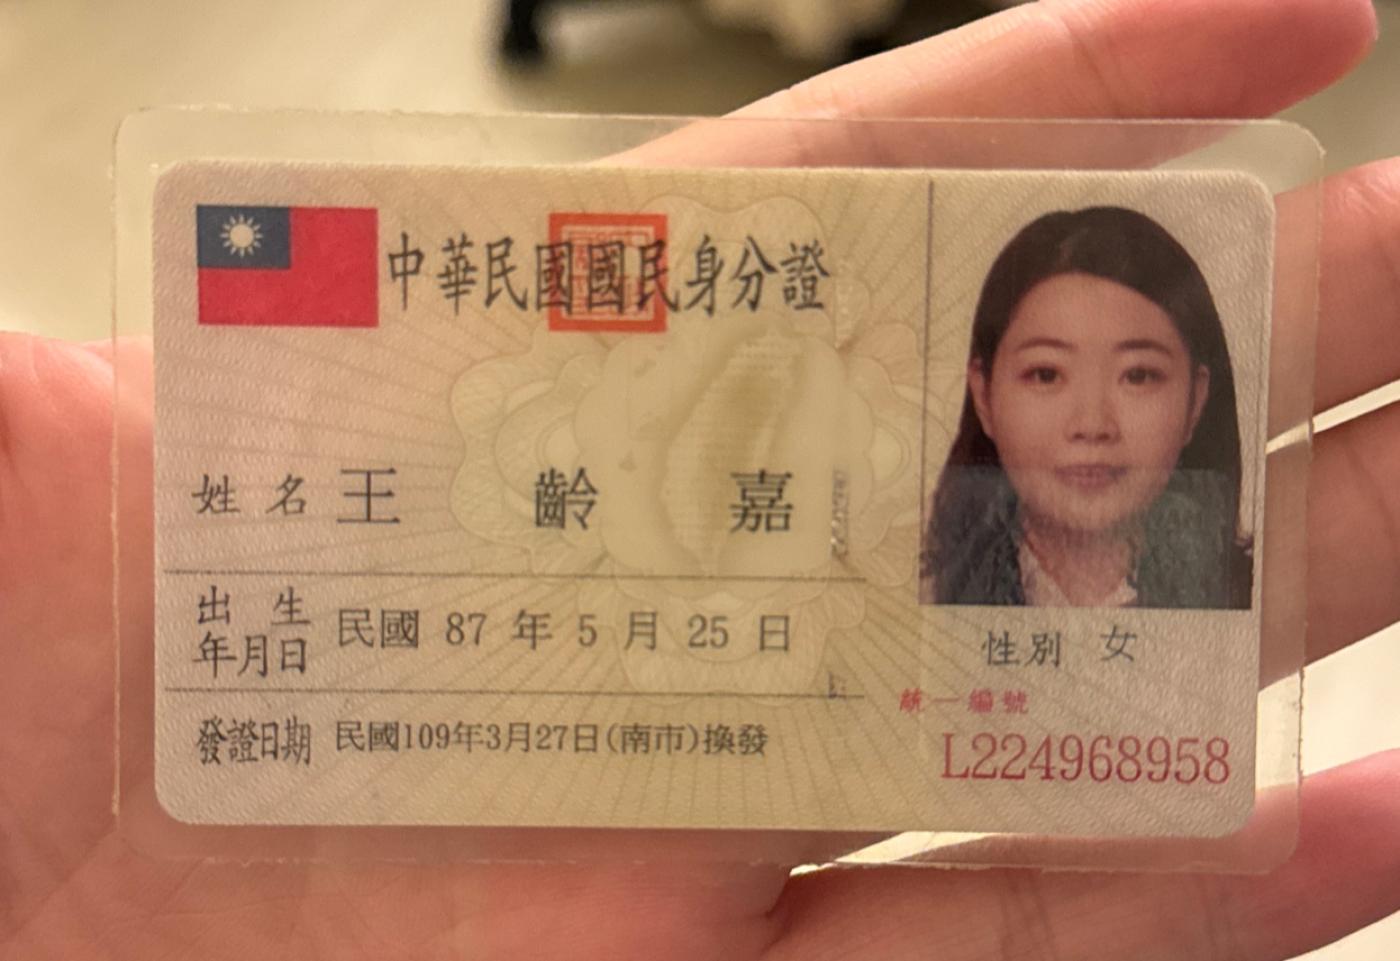 中華民國國民身分證
姓名 王齡嘉
出生年月日 民國 87 年 5 月 25 日
發證日期 民國109年3月27日(南市)換發
性別 女
統一編號
L224968958